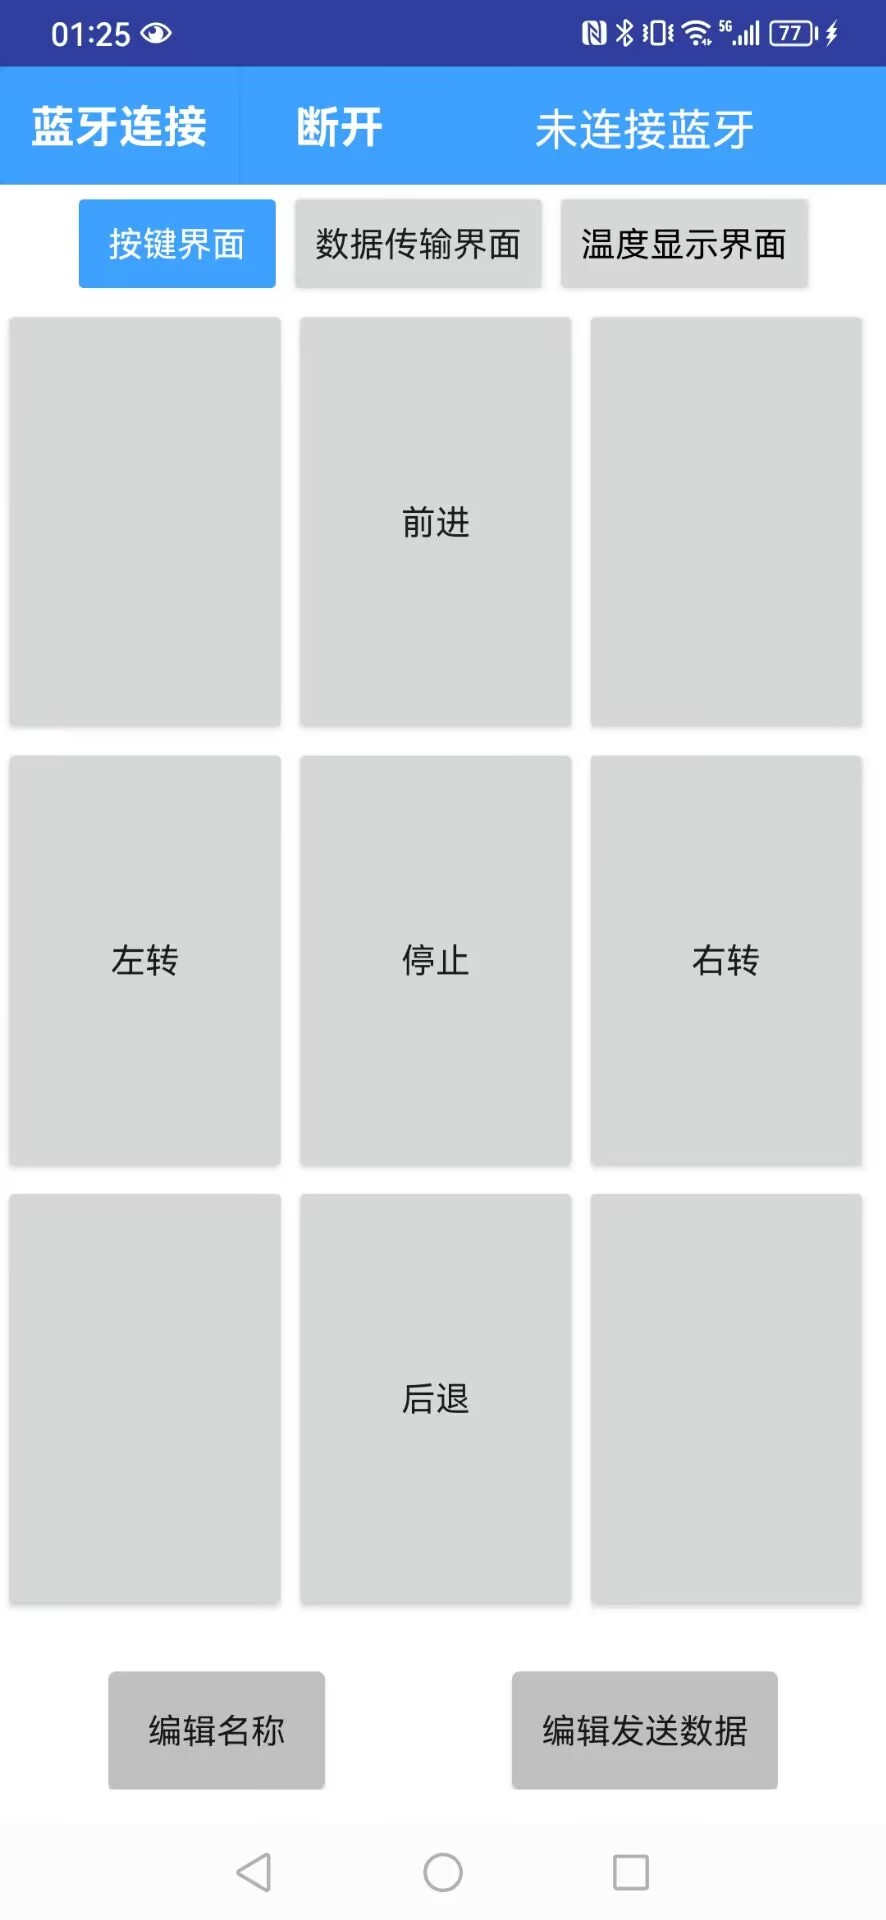 01:25 5G 77
蓝牙连接 断开 未连接蓝牙
按键界面 数据传输界面 温度显示界面
前进
左转 停止 右转
后退
编辑名称 编辑发送数据